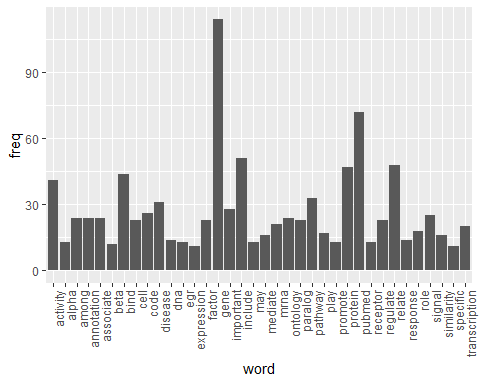 90
60
30
0
freq
activity
alpha
among
annotation
associate
beta
bind
cell
code
disease
dna
egr
expression
factor
gene
important
include
may
mediate
mrna
ontology
paralog
pathway
play
promote
protein
pubmed
receptor
regulate
relate
response
role
signal
similarity
specific
transcription
word